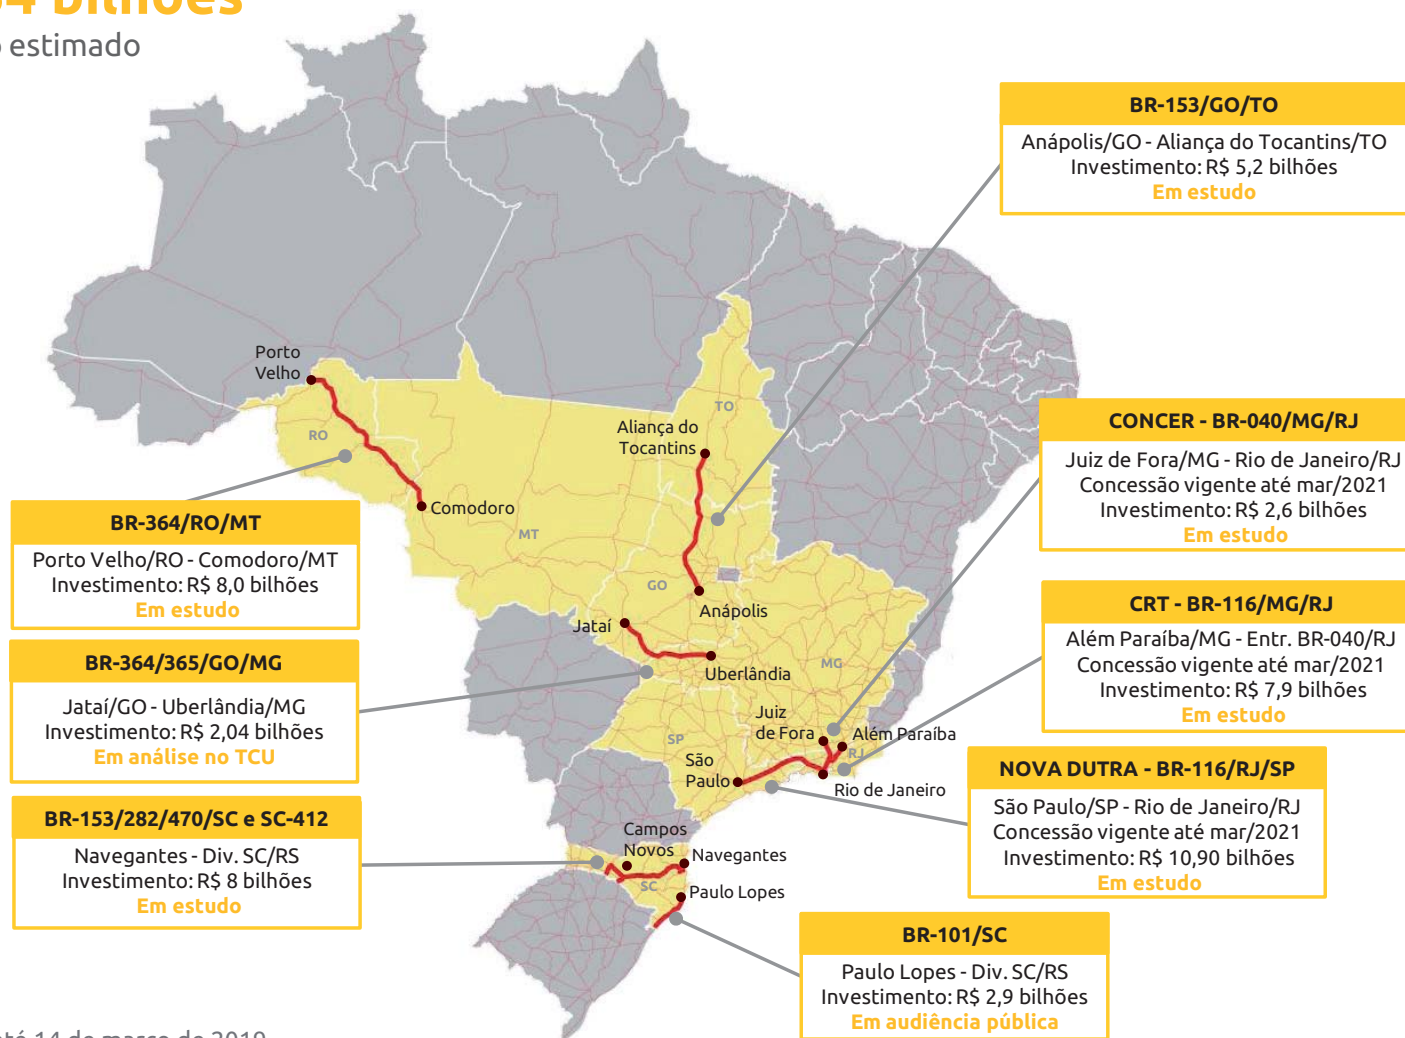 4 bilhões
estimado
BR-153/GO/TO
Anápolis/GO - Aliança do Tocantins/TO
Investimento: R$ 5,2 bilhões
Em estudo
CONCER - BR-040/MG/RJ
Juiz de Fora/MG - Rio de Janeiro/RJ
Concessão vigente até mar/2021
Investimento: R$ 2,6 bilhões
Em estudo
CRT - BR-116/MG/RJ
Além Paraíba/MG - Entr. BR-040/RJ
Concessão vigente até mar/2021
Investimento: R$ 7,9 bilhões
Em estudo
NOVA DUTRA - BR-116/RJ/SP
São Paulo/SP - Rio de Janeiro/RJ
Concessão vigente até mar/2021
Investimento: R$ 10,90 bilhões
Em estudo
BR-101/SC
Paulo Lopes - Div. SC/RS
Investimento: R$ 2,9 bilhões
Em audiência pública
BR-364/RO/MT
Porto Velho/RO - Comodoro/MT
Investimento: R$ 8,0 bilhões
Em estudo
BR-364/365/GO/MG
Jataí/GO - Uberlândia/MG
Investimento: R$ 2,04 bilhões
Em análise no TCU
BR-153/282/470/SC e SC-412
Navegantes - Div. SC/RS
Investimento: R$ 8 bilhões
Em estudo
Porto
Velho
RO
Comodoro
MT
TO
Aliança do
Tocantins
GO
Anápolis
Jataí
Uberlândia
MG
Juiz
de Fora
Além Paraíba
SP
RJ
São
Paulo
Rio de Janeiro
Campos
Novos
Navegantes
SC
Paulo Lopes
até 14 de março de 2019